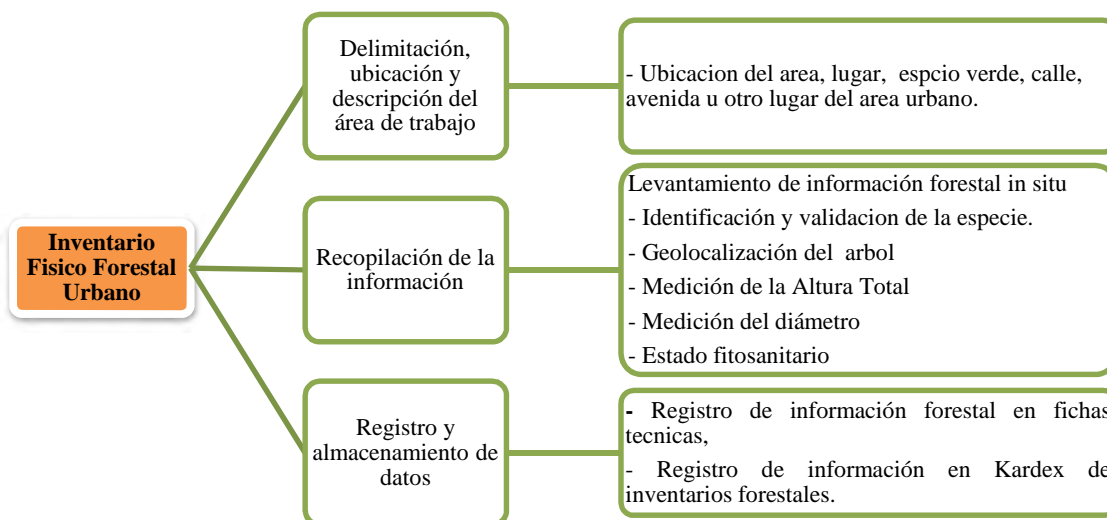 Inventario
Fisico Forestal
Urbano
Delimitación,
ubicación y
descripción del
área de trabajo
- Ubicacion del area, lugar, espcio verde, calle,
avenida u otro lugar del area urbano.
Recopilación de la
información
Levantamiento de información forestal in situ
- Identificación y validacion de la especie.
- Geolocalización del arbol
- Medición de la Altura Total
- Medición del diámetro
- Estado fitosanitario
Registro y
almacenamiento de
datos
- Registro de información forestal en fichas
tecnicas,
- Registro de información en Kardex de
inventarios forestales.